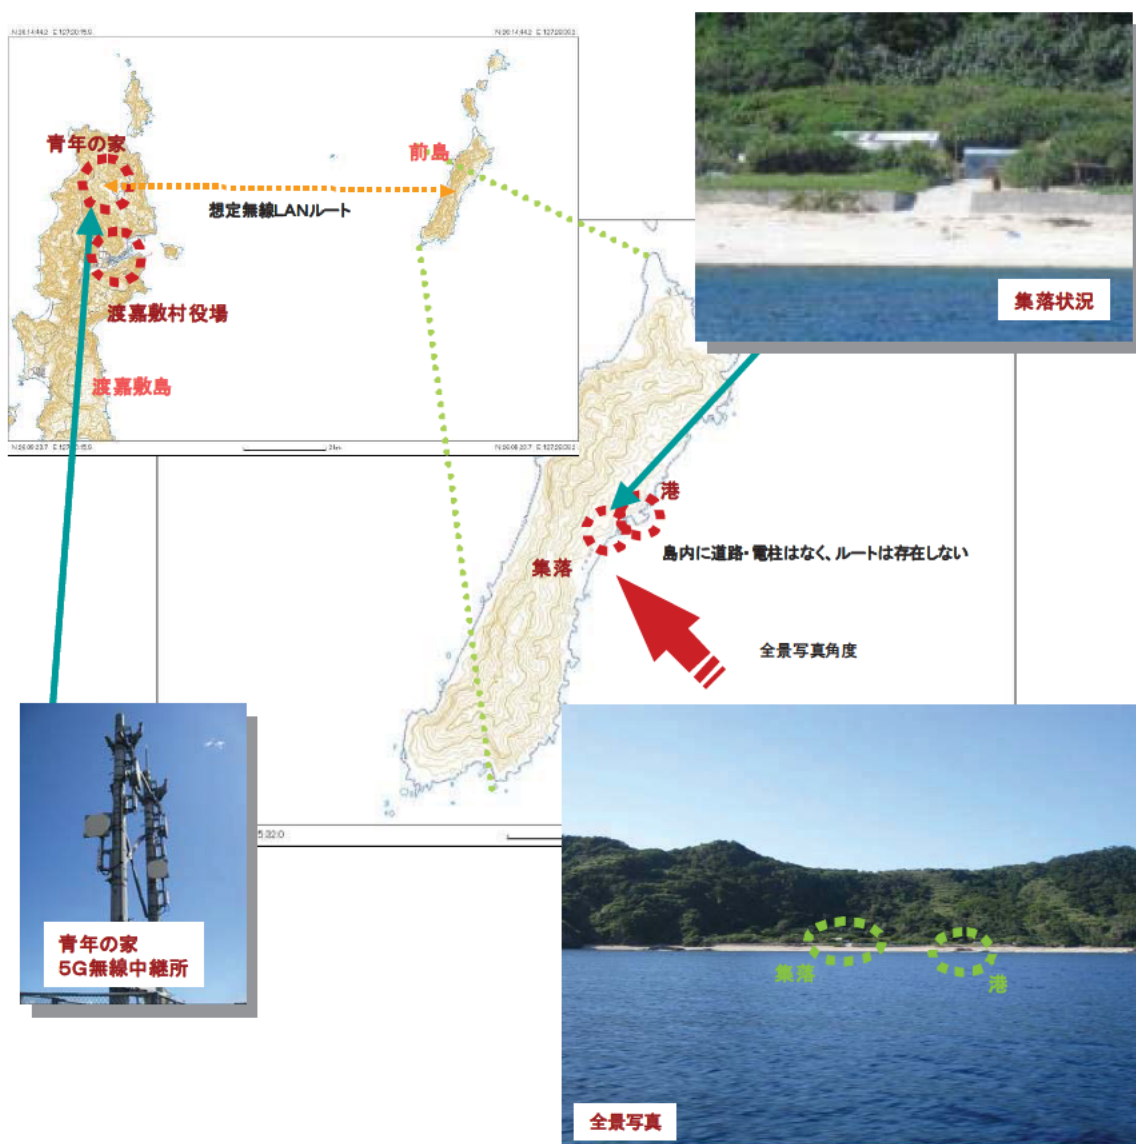 青年の家
前島
想定無線LANルート
渡嘉敷村役場
渡嘉敷島
集落状況
港
集落
島内に道路・電柱はなく、ルートは存在しない
全景写真角度
青年の家
5G無線中継所
集落
港
全景写真